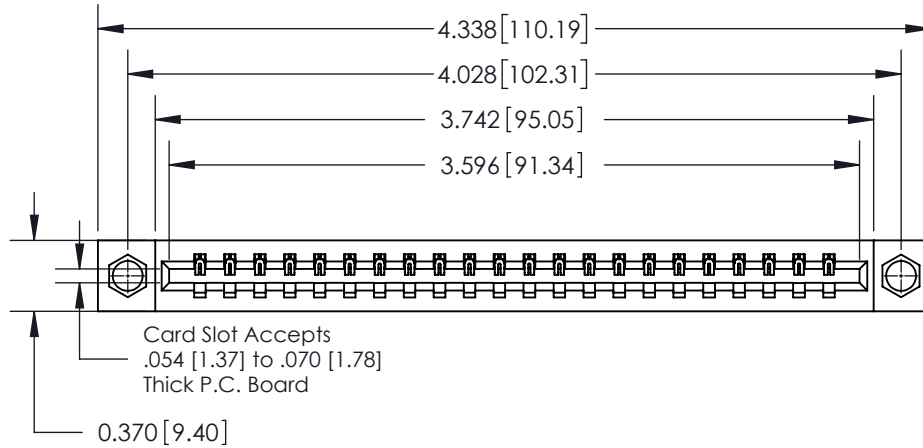 4.338[110.19]
4.028[102.31]
3.742[95.05]
3.596[91.34]
Card Slot Accepts
.054 [1.37] to .070 [1.78]
Thick P.C. Board
0.370[9.40]